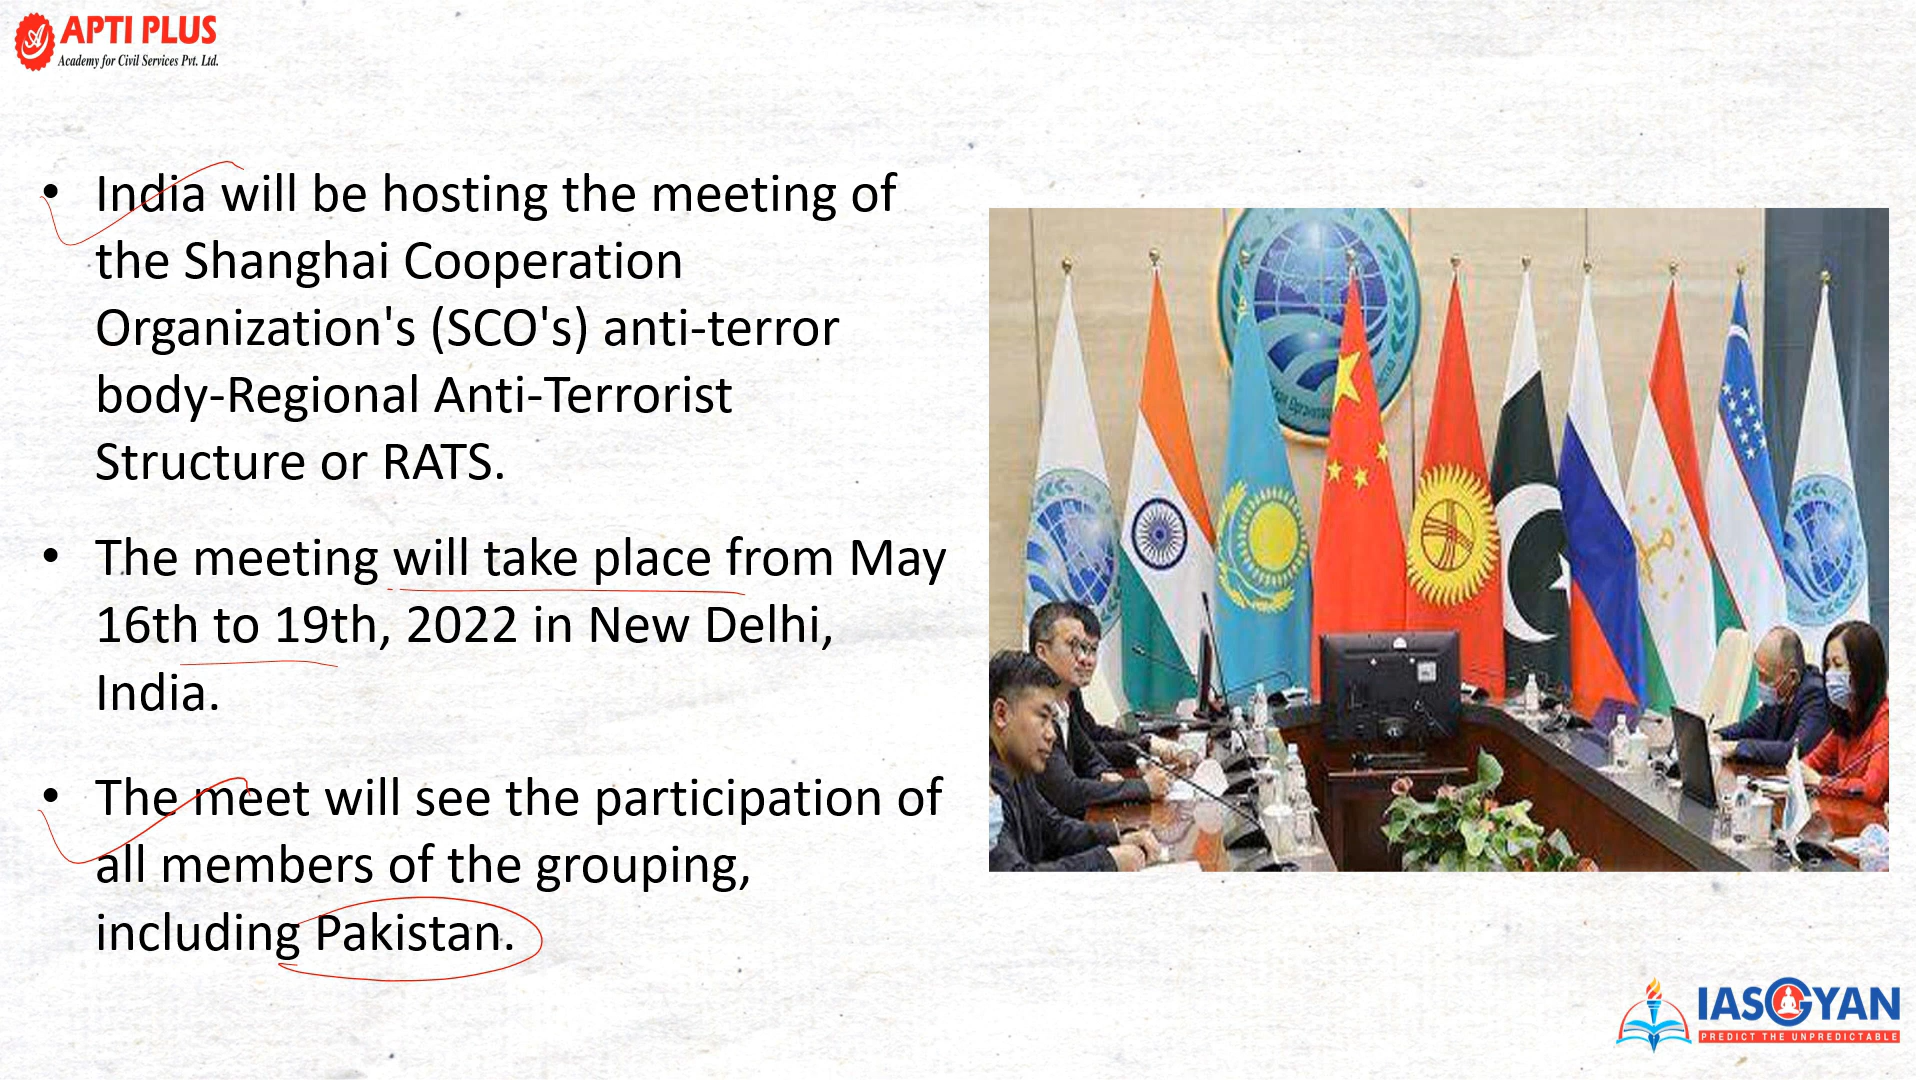 APTI PLUS
Academy for Civil Services Pvt. Ltd.
• India will be hosting the meeting of
the Shanghai Cooperation
Organization's (SCO's) anti-terror
body-Regional Anti-Terrorist
Structure or RATS.
• The meeting will take place from May
16th to 19th, 2022 in New Delhi,
India.
• The meet will see the participation of
all members of the grouping,
including Pakistan.
IASGYAN
PREDICT THE UNPREDICTABLE